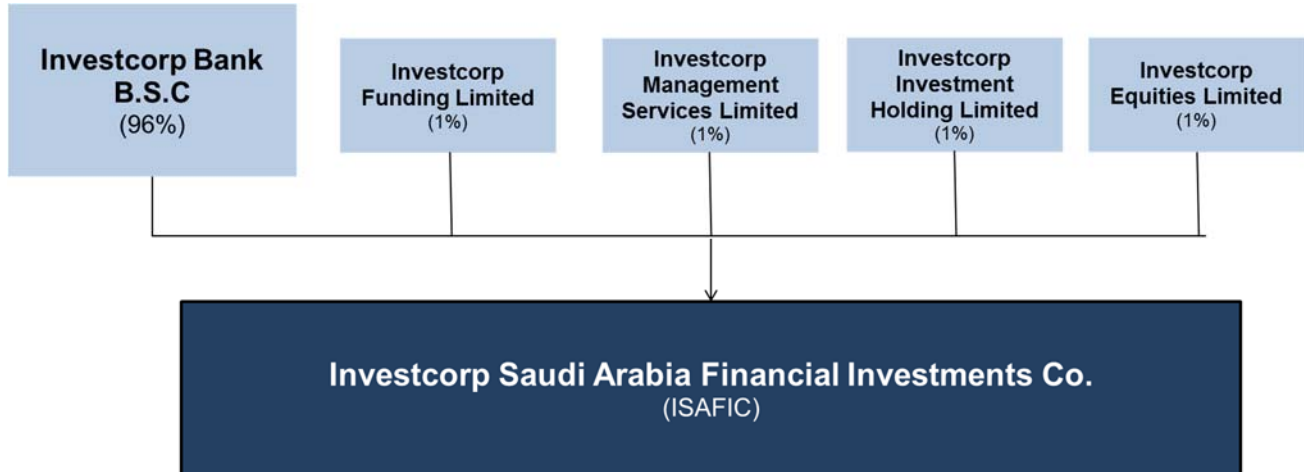 Investcorp Bank
B.S.C
(96%)
Investcorp
Funding Limited
(1%)
Investcorp
Management
Services Limited
(1%)
Investcorp
Investment
Holding Limited
(1%)
Investcorp
Equities Limited
(1%)
Investcorp Saudi Arabia Financial Investments Co.
(ISAFIC)